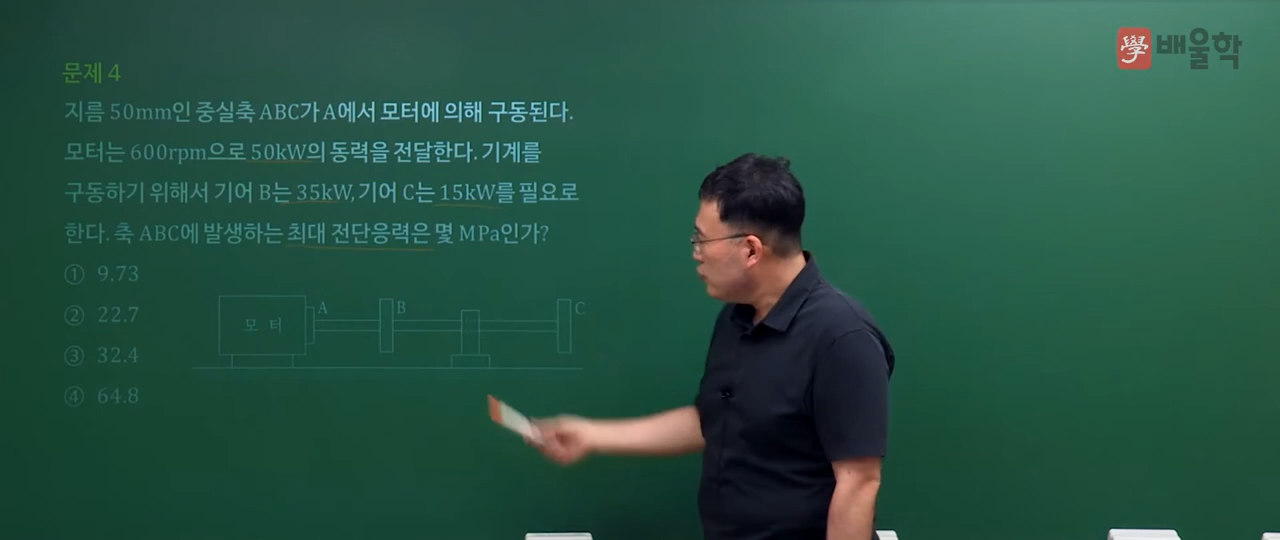 學 배울학
문제 4
지름 50mm인 중실축 ABC가 A에서 모터에 의해 구동된다.
모터는 600rpm으로 50kW의 동력을 전달한다. 기계를
구동하기 위해서 기어 B는 35kW, 기어 C는 15kW를 필요로
한다. 축 ABC에 발생하는 최대 전단응력은 몇 MPa인가?
① 9.73
② 22.7
③ 32.4
④ 64.8
모 터
A
B
C